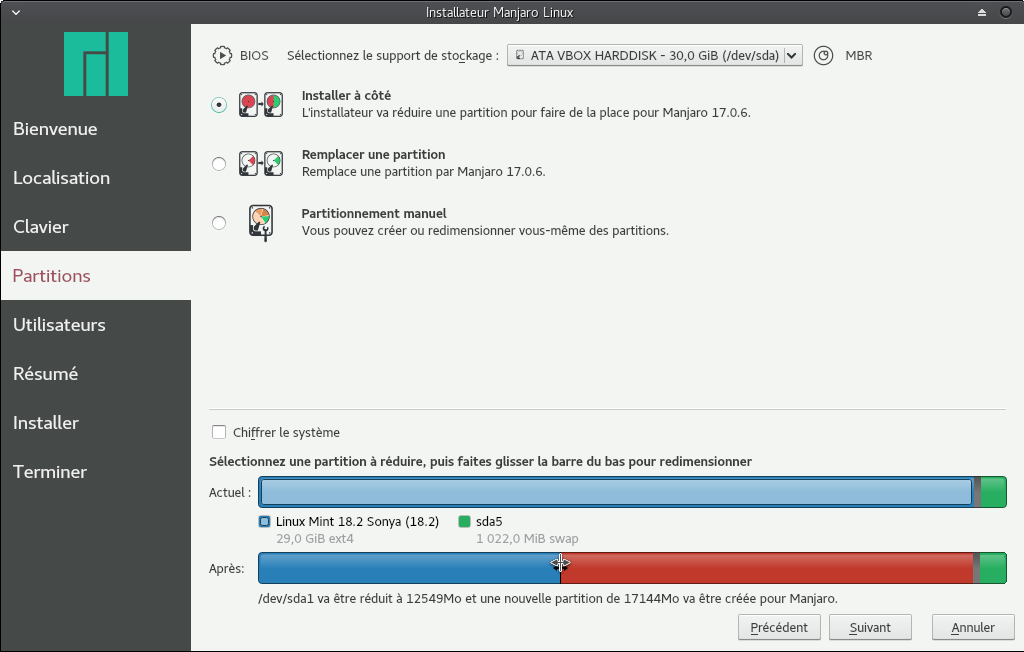 Installateur Manjaro Linux
BIOS Sélectionnez le support de stockage : ATA VBOX HARDDISK - 30,0 GiB (/dev/sda) MBR
Bienvenue
Localisation
Clavier
Partitions
Utilisateurs
Résumé
Installer
Terminer
Installer à côté
L'installateur va réduire une partition pour faire de la place pour Manjaro 17.0.6.
Remplacer une partition
Remplace une partition par Manjaro 17.0.6.
Partitionnement manuel
Vous pouvez créer ou redimensionner vous-même des partitions.
Chiffrer le système
Sélectionnez une partition à réduire, puis faites glisser la barre du bas pour redimensionner
Actuel :
Linux Mint 18.2 Sonya (18.2) sda5
29,0 GiB ext4 1 022,0 MiB swap
Après:
/dev/sda1 va être réduit à 12549Mo et une nouvelle partition de 17144Mo va être créée pour Manjaro.
Précédent Suivant Annuler